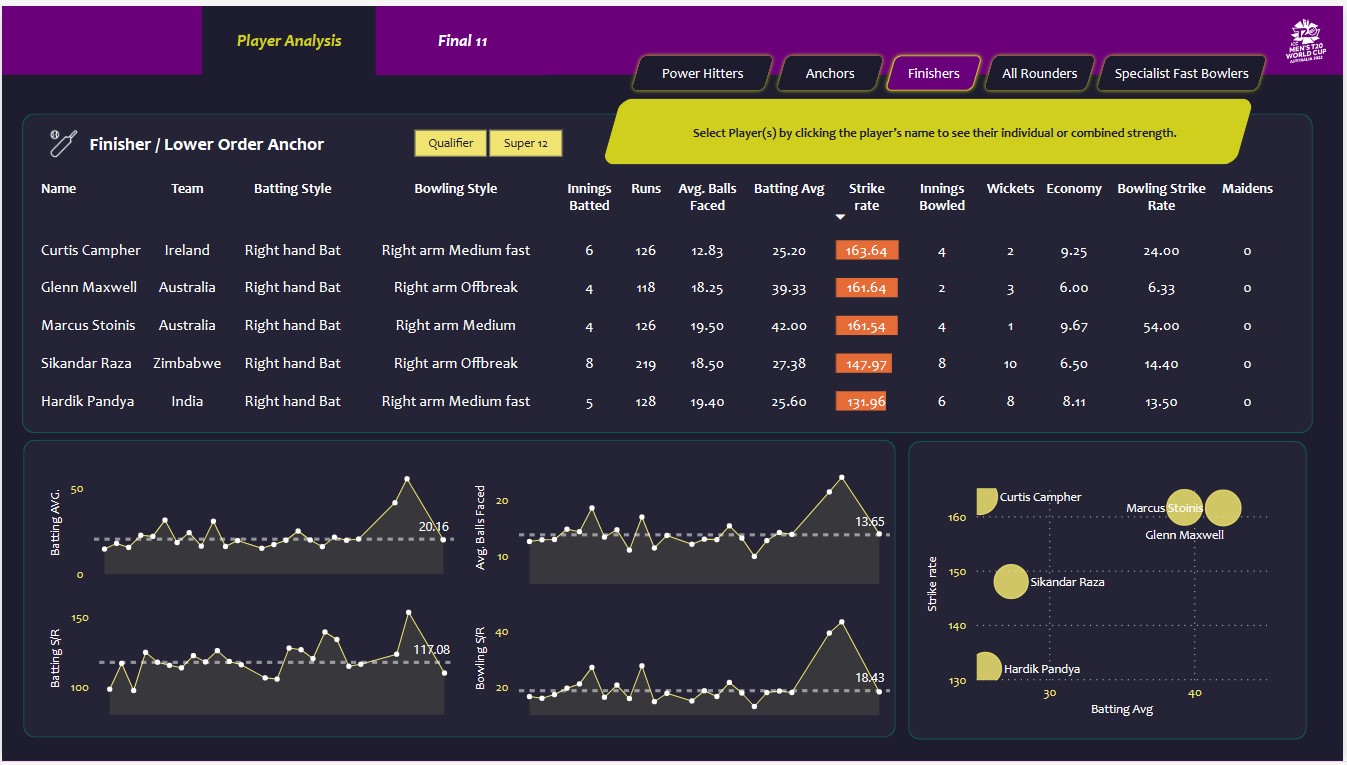 Player Analysis
Final 11
ICC
MEN'S T20
WORLD CUP
AUSTRALIA 2022
Power Hitters
Anchors
Finishers
All Rounders
Specialist Fast Bowlers
Select Player(s) by clicking the player's name to see their individual or combined strength.
Finisher / Lower Order Anchor
Qualifier
Super 12
Name Team Batting Style Bowling Style Innings Batted Runs Avg. Balls Faced Batting Avg Strike rate Innings Bowled Wickets Economy Bowling Strike Rate Maidens
Curtis Campher Ireland Right hand Bat Right arm Medium fast 6 126 12.83 25.20 163.64 4 2 9.25 24.00 0
Glenn Maxwell Australia Right hand Bat Right arm Offbreak 4 118 18.25 39.33 161.64 2 3 6.00 6.33 0
Marcus Stoinis Australia Right hand Bat Right arm Medium 4 126 19.50 42.00 161.54 4 1 9.67 54.00 0
Sikandar Raza Zimbabwe Right hand Bat Right arm Offbreak 8 219 18.50 27.38 147.97 8 10 6.50 14.40 0
Hardik Pandya India Right hand Bat Right arm Medium fast 5 128 19.40 25.60 131.96 6 8 8.11 13.50 0
Batting AVG.
50
0
20.16
Avg. Balls Faced
20
10
13.65
Batting S/R
150
100
117.08
Bowling S/R
40
20
18.43
Strike rate
160
150
140
130
Curtis Campher
Marcus Stoinis
Glenn Maxwell
Sikandar Raza
Hardik Pandya
30
40
Batting Avg